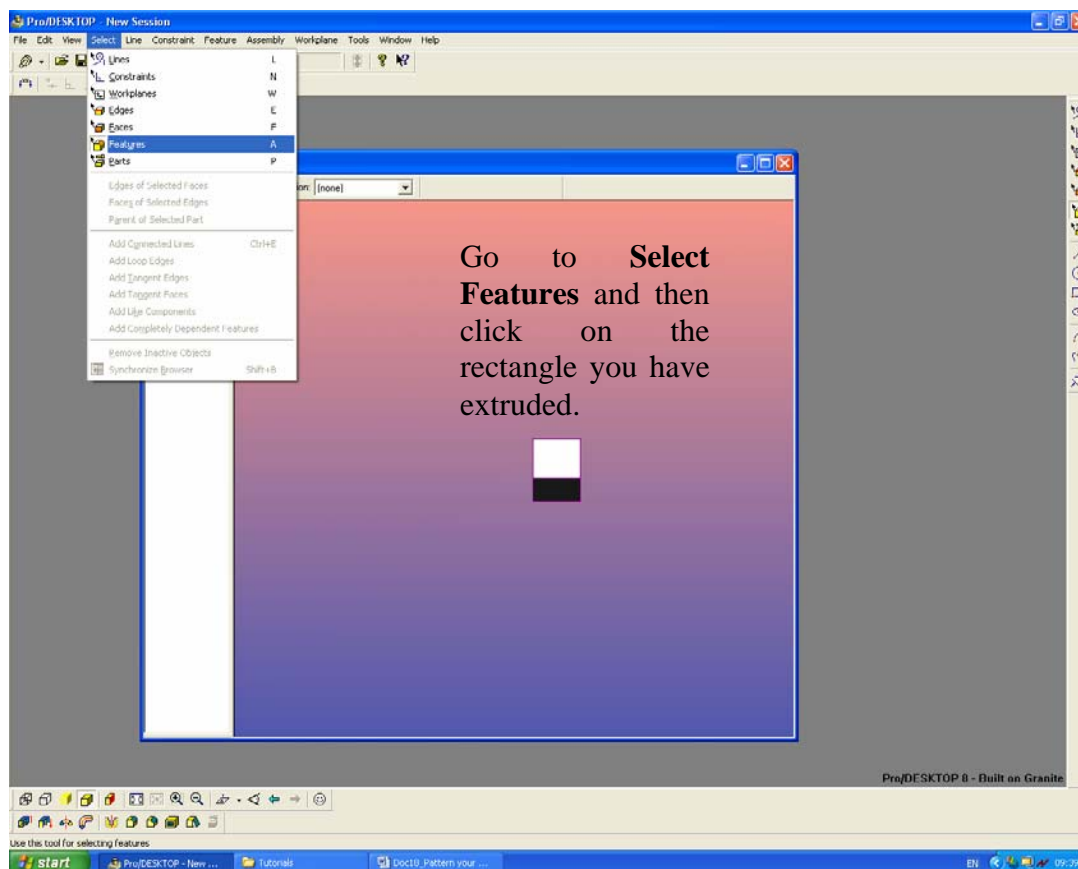 Pro/DESKTOP - New Session
File Edit View Select Line Constraint Feature Assembly Workplane Tools Window Help
Lines L
Constraints N
Workplanes W
Edges E
Faces F
Features A
Parts P
Edges of Selected Faces
Faces of Selected Edges
Parent of Selected Part
Add Connected Lines Ctrl+E
Add Loop Edges
Add Tangent Edges
Add Tangent Faces
Add Like Components
Add Completely Dependent Features
Remove Inactive Objects
Synchronize Browser Shift+B
[none]
Go to Select
Features and then
click on the
rectangle you have
extruded.
Pro/DESKTOP 8 - Built on Granite
Use this tool for selecting features
start Pro/DESKTOP - New ... Tutorials Doc10_Pattern your ... EN 09:39